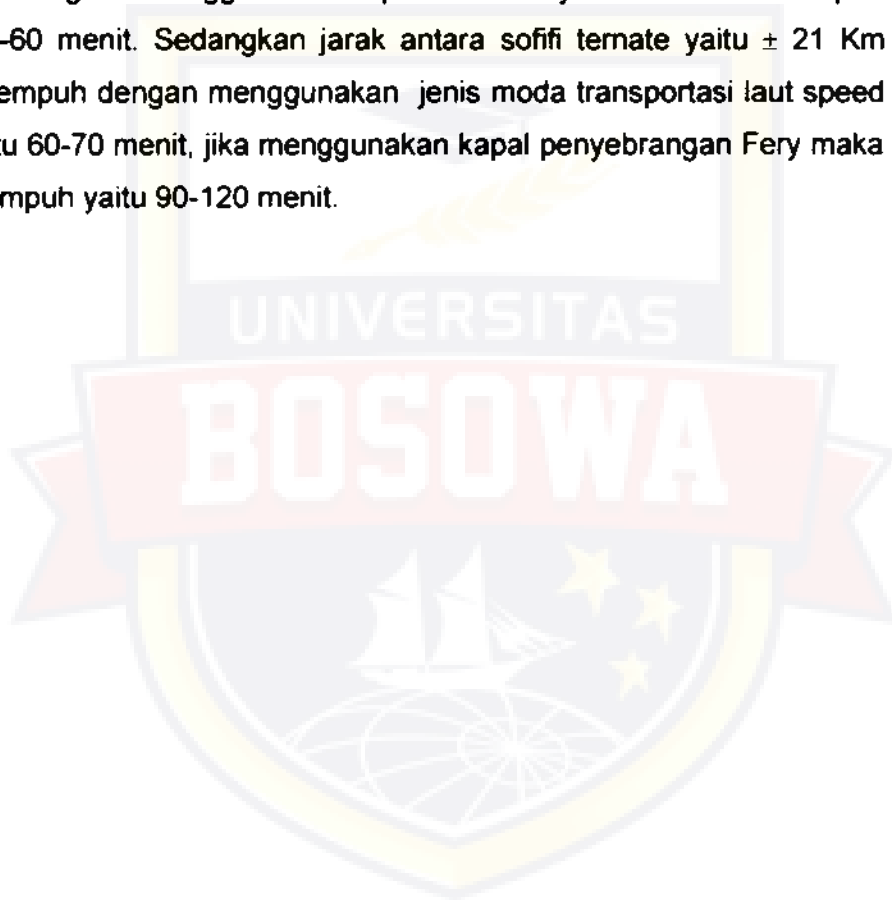 -60 menit. Sedangkan jarak antara sofifi ternate yaitu ± 21 Km
empuh dengan menggunakan jenis moda transportasi laut speed
tu 60-70 menit, jika menggunakan kapal penyebrangan Fery maka
mpuh yaitu 90-120 menit.
UNIVERSITAS
BOSOWA